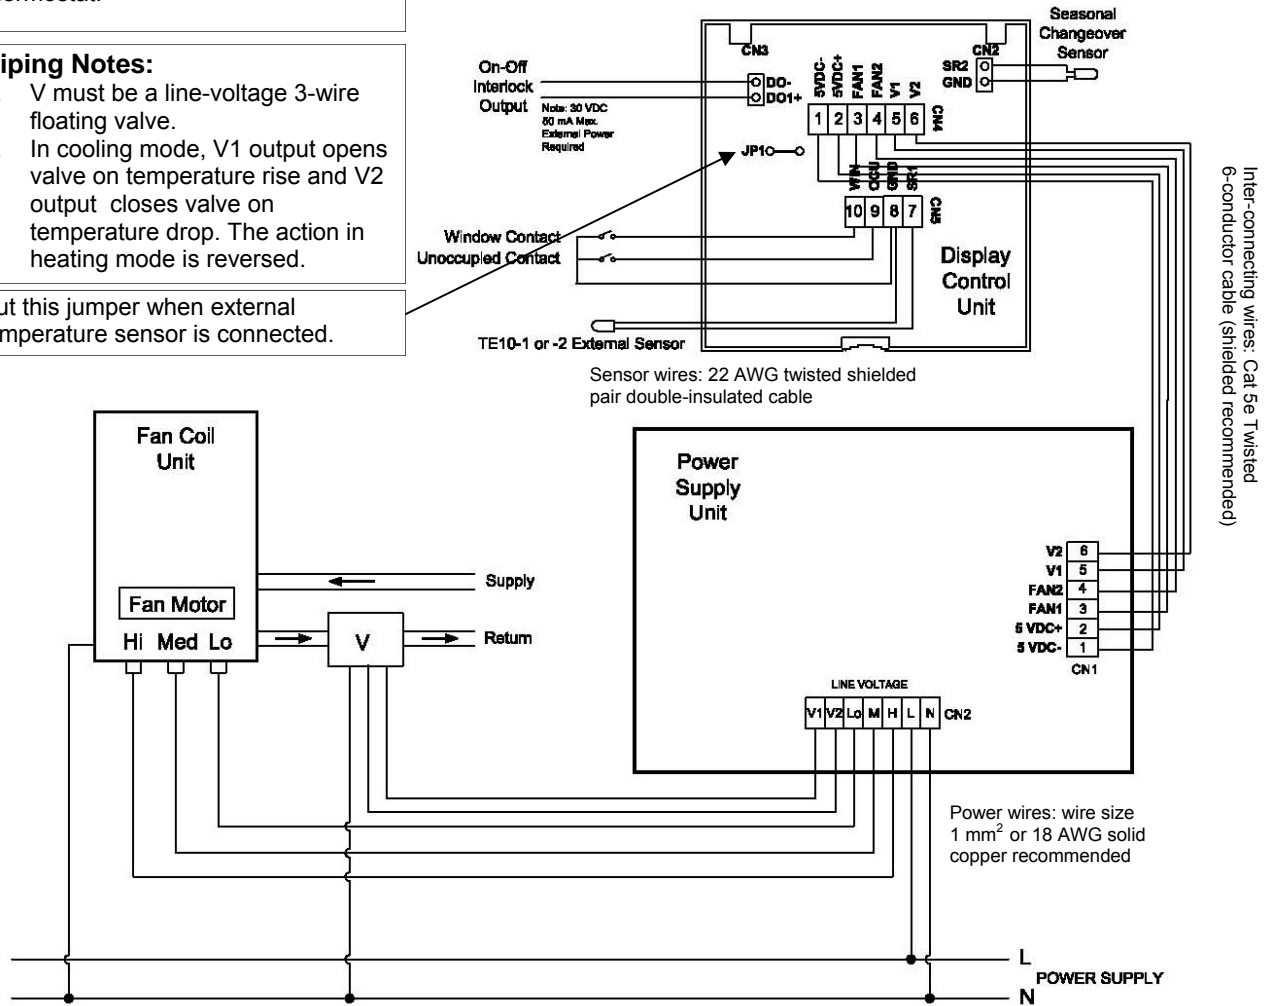 iping Notes:
V must be a line-voltage 3-wire
floating valve.
In cooling mode, V1 output opens
valve on temperature rise and V2
output closes valve on
temperature drop. The action in
heating mode is reversed.
ut this jumper when external
mperature sensor is connected.
On-Off
Interlock
Output
Note: 30 VDC
50 mA Max.
External Power
Required
CN3
DO-
DO1+
5VDC-
5VDC+
FAN1
FAN2
V1
V2
1 2 3 4 5 6
CN4
CN2
SR2
GND
Seasonal
Changeover
Sensor
JP1
WIN
OCU
GND
SR1
10 9 8 7
CN5
Window Contact
Unoccupied Contact
Display
Control
Unit
TE10-1 or -2 External Sensor
Sensor wires: 22 AWG twisted shielded
pair double-insulated cable
Inter-connecting wires: Cat 5e Twisted
6-conductor cable (shielded recommended)
Fan Coil
Unit
Fan Motor
Hi Med Lo
Supply
V
Return
Power
Supply
Unit
V2 6
V1 5
FAN2 4
FAN1 3
5 VDC+ 2
5 VDC- 1
CN1
LINE VOLTAGE
V1 V2 Lo M H L N CN2
Power wires: wire size
1 mm² or 18 AWG solid
copper recommended
L
POWER SUPPLY
N